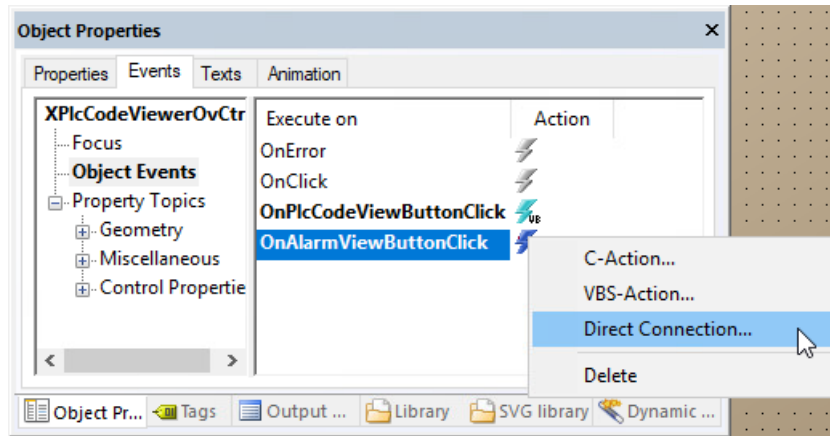 Object Properties
Properties Events Texts Animation
XPlcCodeViewerOvCtr
Focus
Object Events
Property Topics
Geometry
Miscellaneous
Control Propertie
Execute on Action
OnError
OnClick
OnPlcCodeViewButtonClick VB
OnAlarmViewButtonClick
C-Action...
VBS-Action...
Direct Connection...
Delete
Object Pr... Tags Output ... Library SVG library Dynamic ...